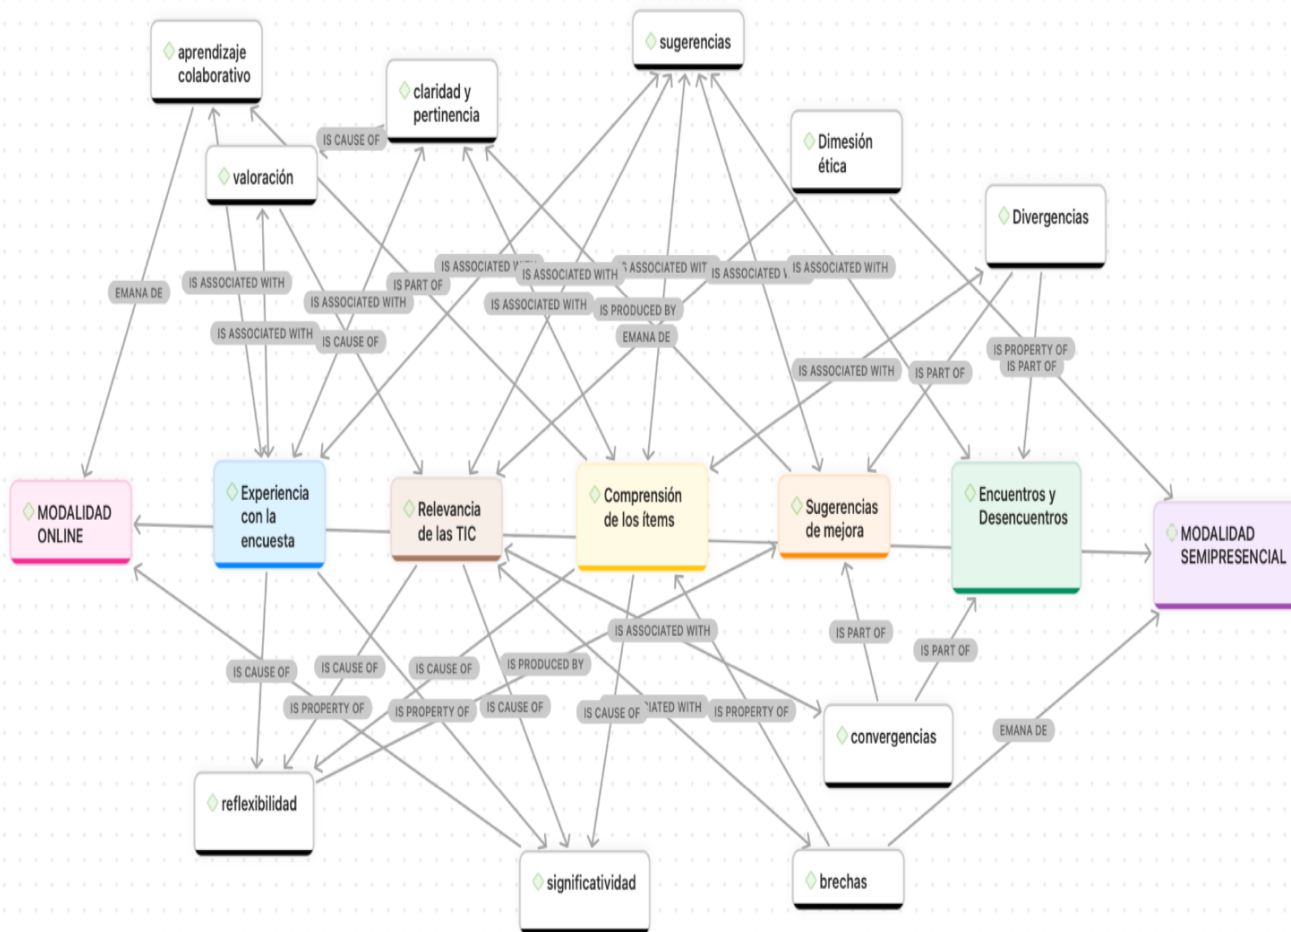 aprendizaje
colaborativo
sugerencias
claridad y
pertinencia
Dimesión
ética
IS CAUSE OF
valoración
Divergencias
IS ASSOCIATED WITH
IS ASSOCIATED WITH
IS ASSOCIATED WITH
IS ASSOCIATED
IS ASSOCIATED WITH
EMANA DE
IS ASSOCIATED WITH
IS PART OF
IS ASSOCIATED WITH
IS ASSOCIATED WITH
IS PRODUCED BY
IS ASSOCIATED WITH
IS CAUSE OF
EMANA DE
IS PROPERTY OF
IS PART OF
IS ASSOCIATED WITH
IS PART OF
MODALIDAD
ONLINE
Experiencia
con la
encuesta
Relevancia
de las TIC
Comprensión
de los ítems
Sugerencias
de mejora
Encuentros y
Desencuentros
MODALIDAD
SEMIPRESENCIAL
IS ASSOCIATED WITH
IS PART OF
IS PART OF
IS CAUSE OF
IS CAUSE OF
IS CAUSE OF
IS PRODUCED BY
IS PROPERTY OF
IS PROPERTY OF
IS CAUSE OF
IS CAUSE OF
IATED WITH
IS PROPERTY OF
EMANA DE
convergencias
reflexibilidad
significatividad
brechas